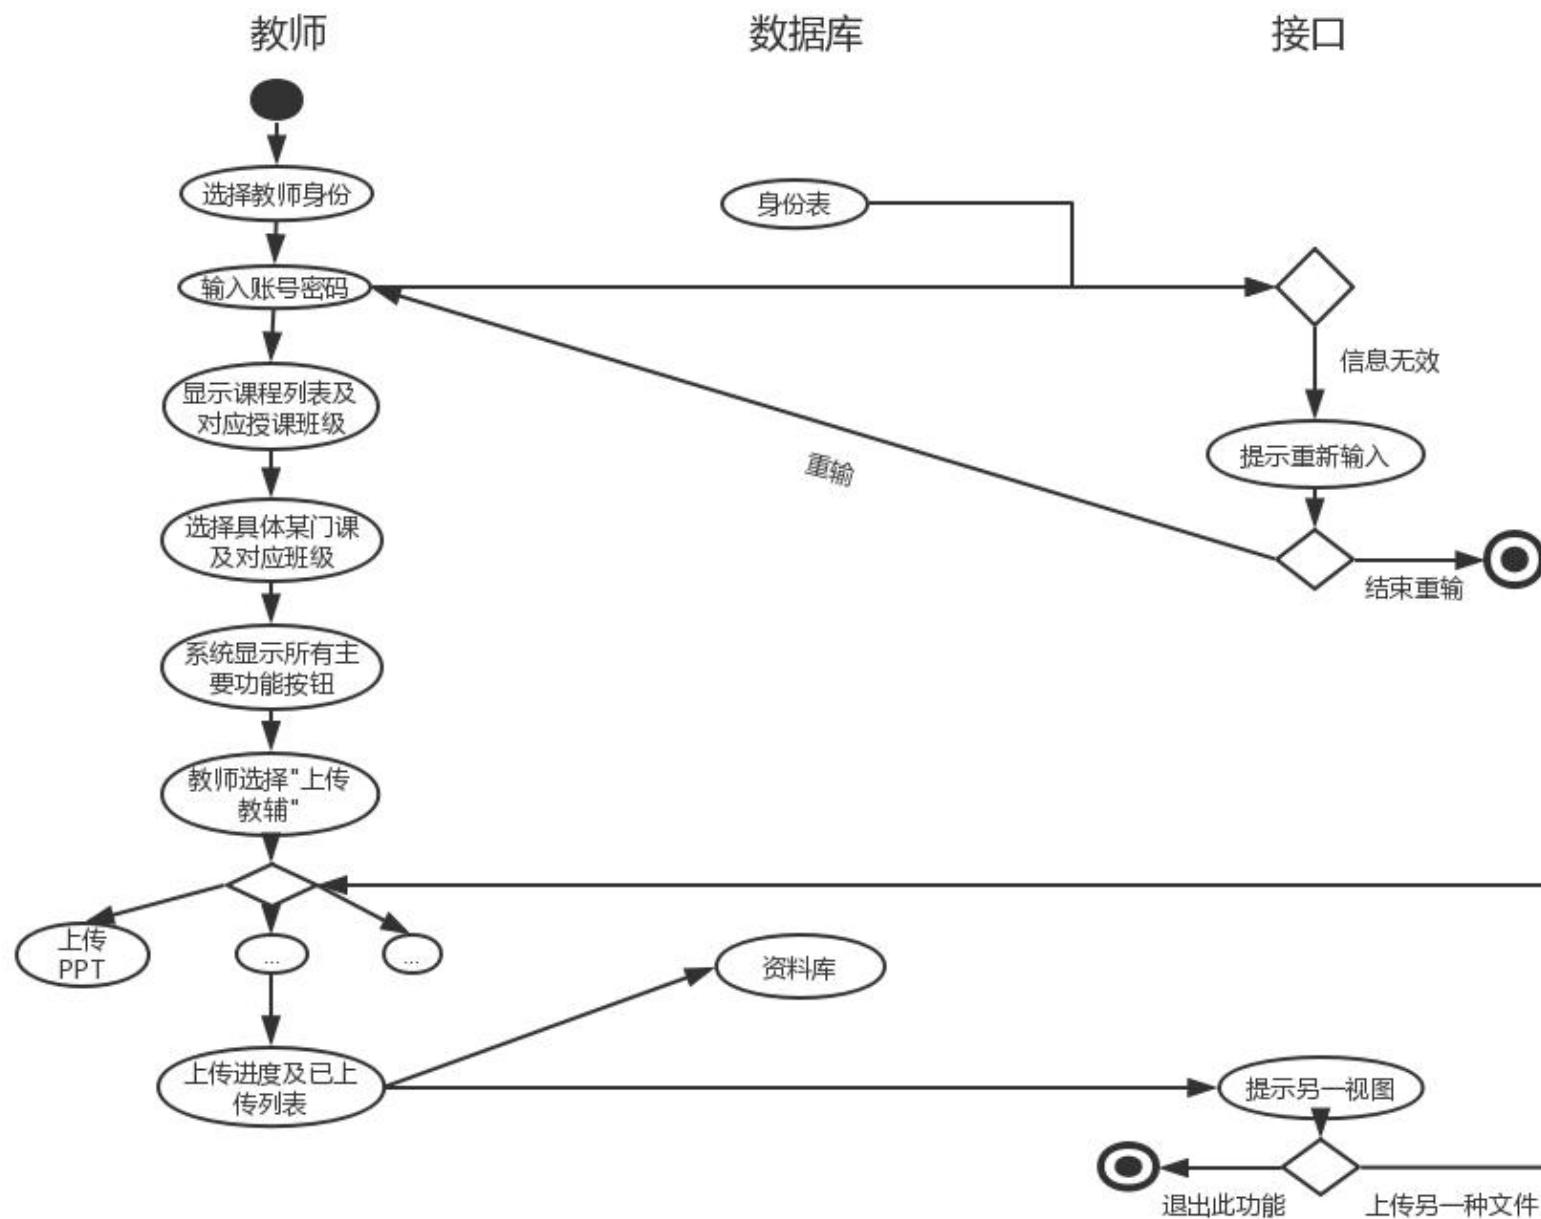 教师
数据库
接口
选择教师身份
身份表
输入账号密码
信息无效
显示课程列表及
对应授课班级
提示重新输入
重输
选择具体某门课
及对应班级
结束重输
系统显示所有主
要功能按钮
教师选择"上传
教辅"
上传
PPT
...
...
资料库
上传进度及已上
传列表
提示另一视图
退出此功能
上传另一种文件